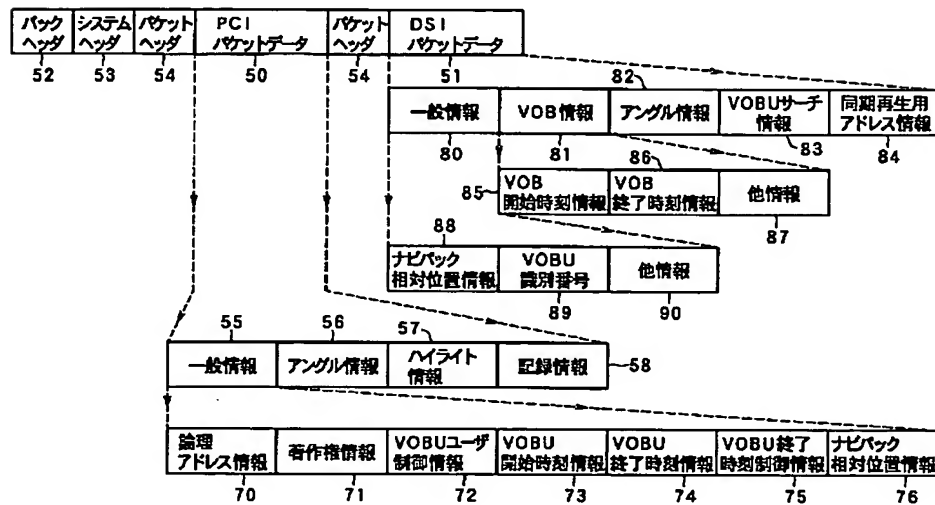 パック
ヘッダ
システム
ヘッダ
パケット
ヘッダ
PCI
パケットデータ
パケット
ヘッダ
DSI
パケットデータ
52
53
54
50
54
51
82
一般情報
VOB情報
アングル情報
VOBUサーチ
情報
同期再生用
アドレス情報
80
81
83
84
86
85
VOB
開始時刻情報
VOB
終了時刻情報
他情報
87
88
ナビパック
相対位置情報
VOBU
識別番号
他情報
89
90
55
56
57
一般情報
アングル情報
ハイライト
情報
記録情報
58
論理
アドレス情報
著作権情報
VOBUユーザ
制御情報
VOBU
開始時刻情報
VOBU
終了時刻情報
VOBU終了
時刻制御情報
ナビパック
相対位置情報
70
71
72
73
74
75
76